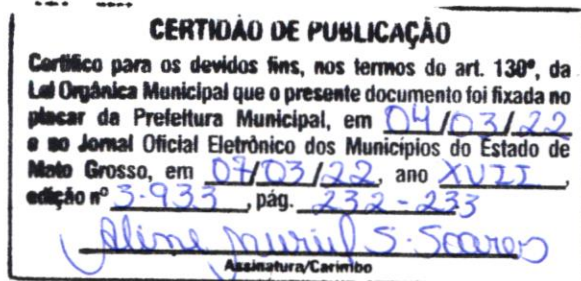 CERTIDÃO DE PUBLICAÇÃO
Certifico para os devidos fins, nos termos do art. 130º, da
Lei Orgânica Municipal que o presente documento foi fixada no
placar da Prefeitura Municipal, em 04/03/22
e no Jornal Oficial Eletrônico dos Municípios do Estado de
Mato Grosso, em 07/03/22, ano XVII,
edição nº 3.933, pág. 232-233
Aline Muriel S. Soares
Assinatura/Carimbo